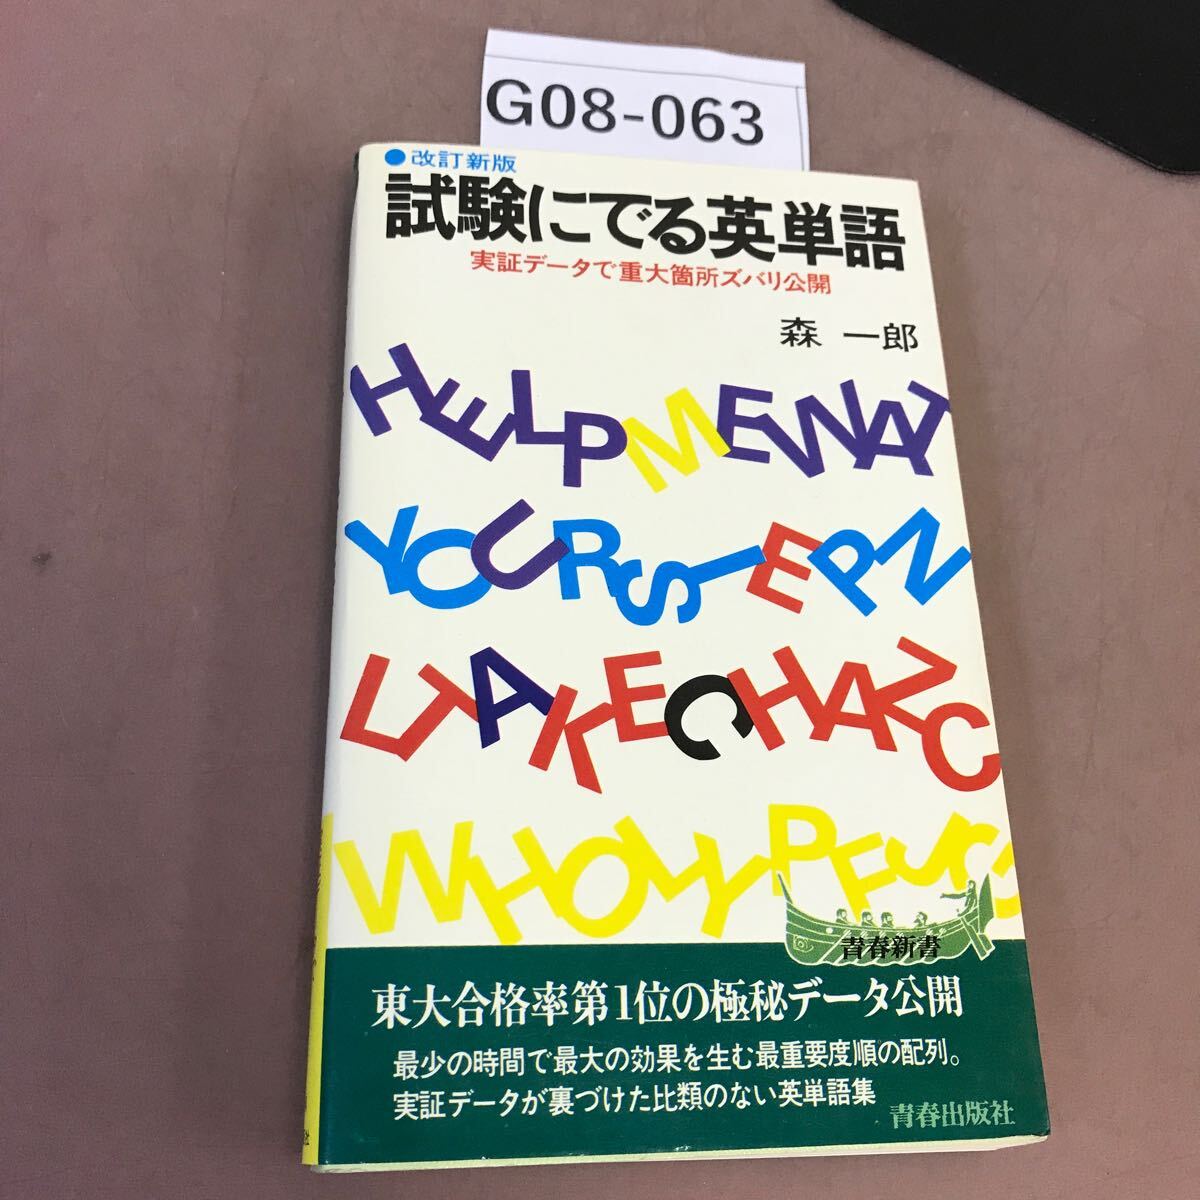 G08-063
●改訂新版
試験にでる英単語
実証データで重大箇所ズバリ公開
森 一郎
HELPMEWAT
YOURSTEPN
LTAKECHAZC
WHOLYPF
青春新書
東大合格率第1位の極秘データ公開
最少の時間で最大の効果を生む最重要度順の配列。
実証データが裏づけた比類のない英単語集
青春出版社